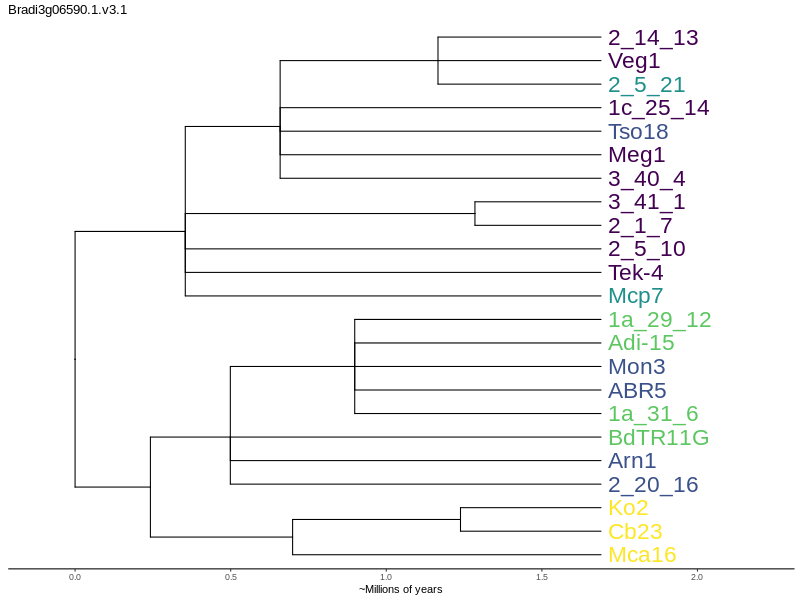 Bradi3g06590.1.v3.1
2_14_13
Veg1
2_5_21
1c_25_14
Tso18
Meg1
3_40_4
3_41_1
2_1_7
2_5_10
Tek-4
Mcp7
1a_29_12
Adi-15
Mon3
ABR5
1a_31_6
BdTR11G
Arn1
2_20_16
Ko2
Cb23
Mca16
0.0 0.5 1.0 1.5 2.0
~Millions of years